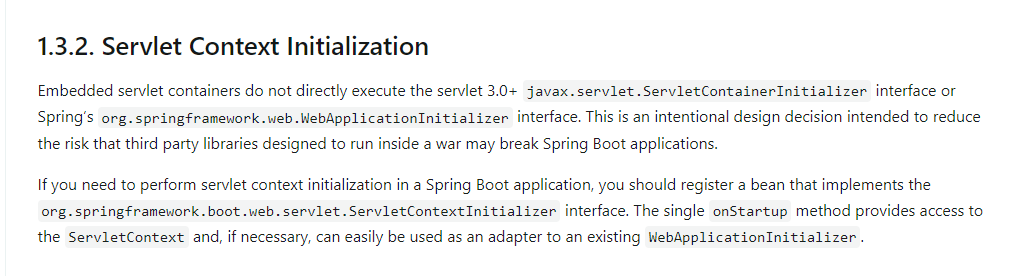 1.3.2. Servlet Context Initialization
Embedded servlet containers do not directly execute the servlet 3.0+ javax.servlet.ServletContainerInitializer interface or
Spring’s org.springframework.web.WebApplicationInitializer interface. This is an intentional design decision intended to reduce
the risk that third party libraries designed to run inside a war may break Spring Boot applications.
If you need to perform servlet context initialization in a Spring Boot application, you should register a bean that implements the
org.springframework.boot.web.servlet.ServletContextInitializer interface. The single onStartup method provides access to
the ServletContext and, if necessary, can easily be used as an adapter to an existing WebApplicationInitializer.